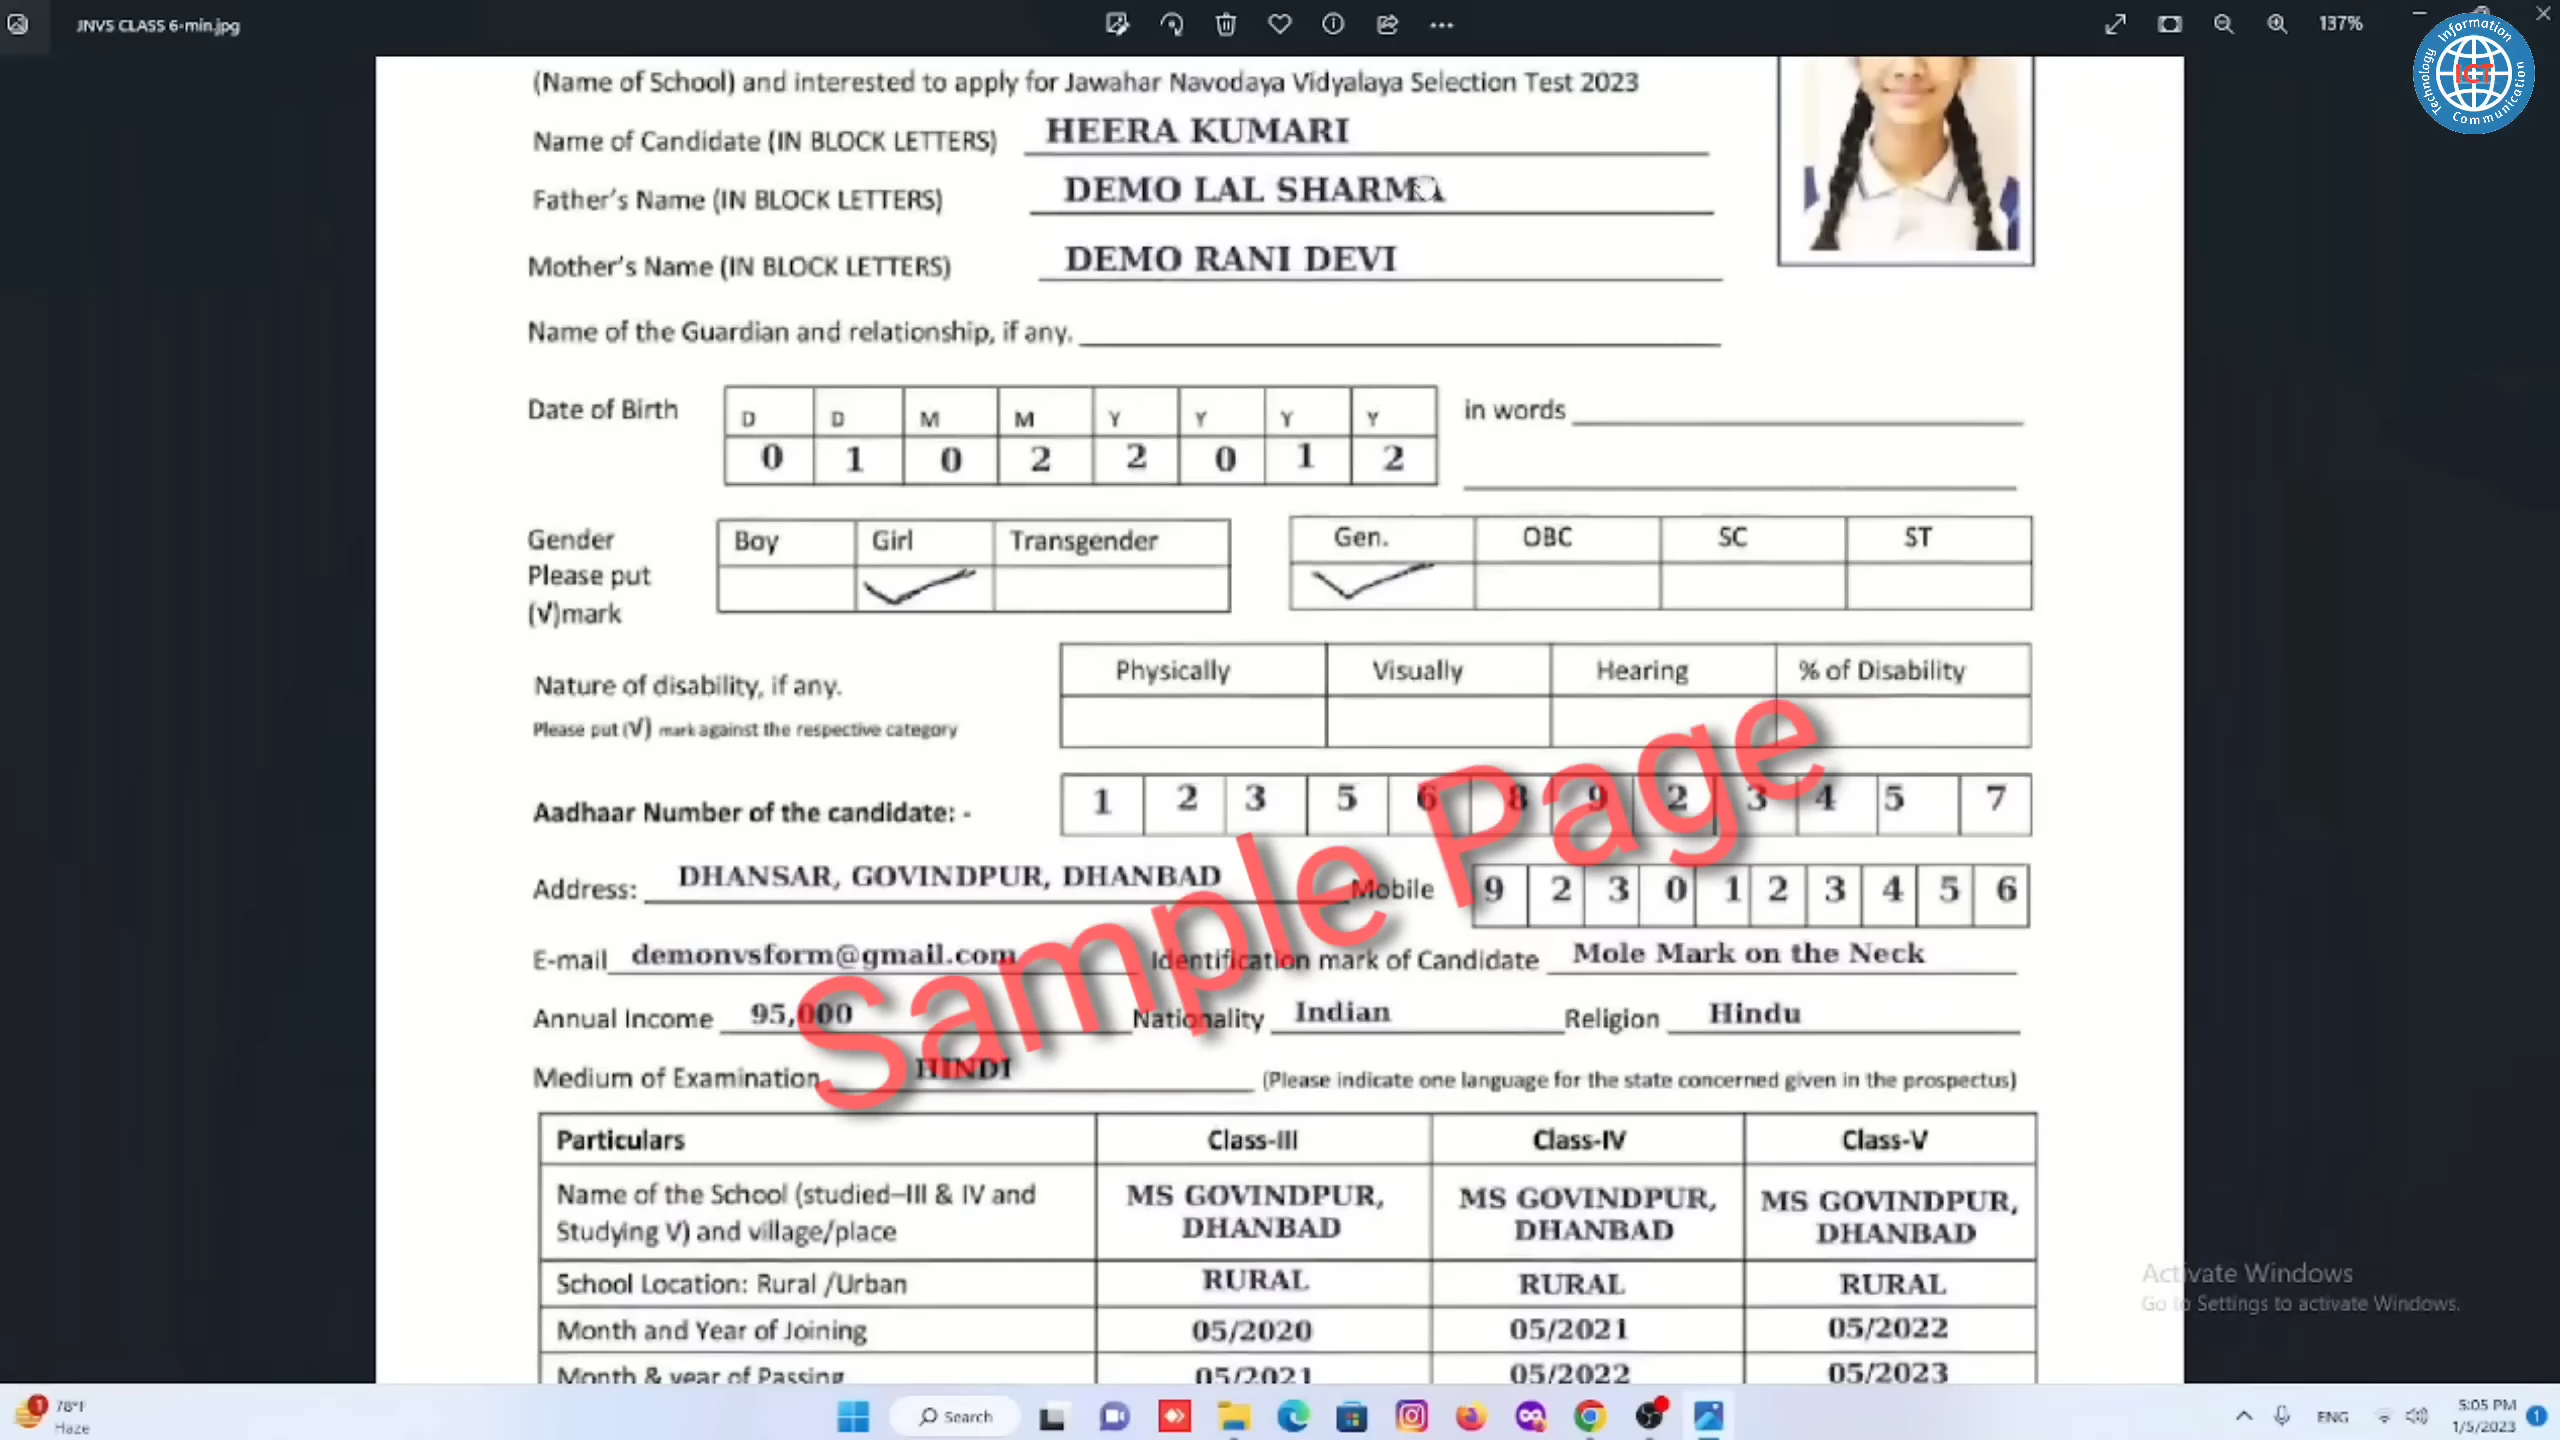 JNVS CLASS 6-min.jpg
137%
Information
Communication
Technology
ICT
(Name of School) and interested to apply for Jawahar Navodaya Vidyalaya Selection Test 2023
Name of Candidate (IN BLOCK LETTERS) HEERA KUMARI
Father's Name (IN BLOCK LETTERS) DEMO LAL SHARMA
Mother's Name (IN BLOCK LETTERS) DEMO RANI DEVI
Name of the Guardian and relationship, if any.
Date of Birth D D M M Y Y Y Y in words
0 1 0 2 2 0 1 2
Gender Boy Girl Transgender Gen. OBC SC ST
Please put
(√)mark
Nature of disability, if any. Physically Visually Hearing % of Disability
Please put (√) mark against the respective category
Aadhaar Number of the candidate: - 1 2 3 5 6 8 9 2 3 4 5 7
Address: DHANSAR, GOVINDPUR, DHANBAD Mobile 9 2 3 0 1 2 3 4 5 6
E-mail demonvsform@gmail.com Identification mark of Candidate Mole Mark on the Neck
Annual Income 95,000 Nationality Indian Religion Hindu
Medium of Examination HINDI (Please indicate one language for the state concerned given in the prospectus)
Sample Page
Particulars Class-III Class-IV Class-V
Name of the School (studied–III & IV and MS GOVINDPUR, MS GOVINDPUR, MS GOVINDPUR,
Studying V) and village/place DHANBAD DHANBAD DHANBAD
School Location: Rural /Urban RURAL RURAL RURAL
Month and Year of Joining 05/2020 05/2021 05/2022
Month & year of Passing 05/2021 05/2022 05/2023
Activate Windows
Go to Settings to activate Windows.
1
78°F
Haze
Search
ENG
5:05 PM
1/5/2023
1